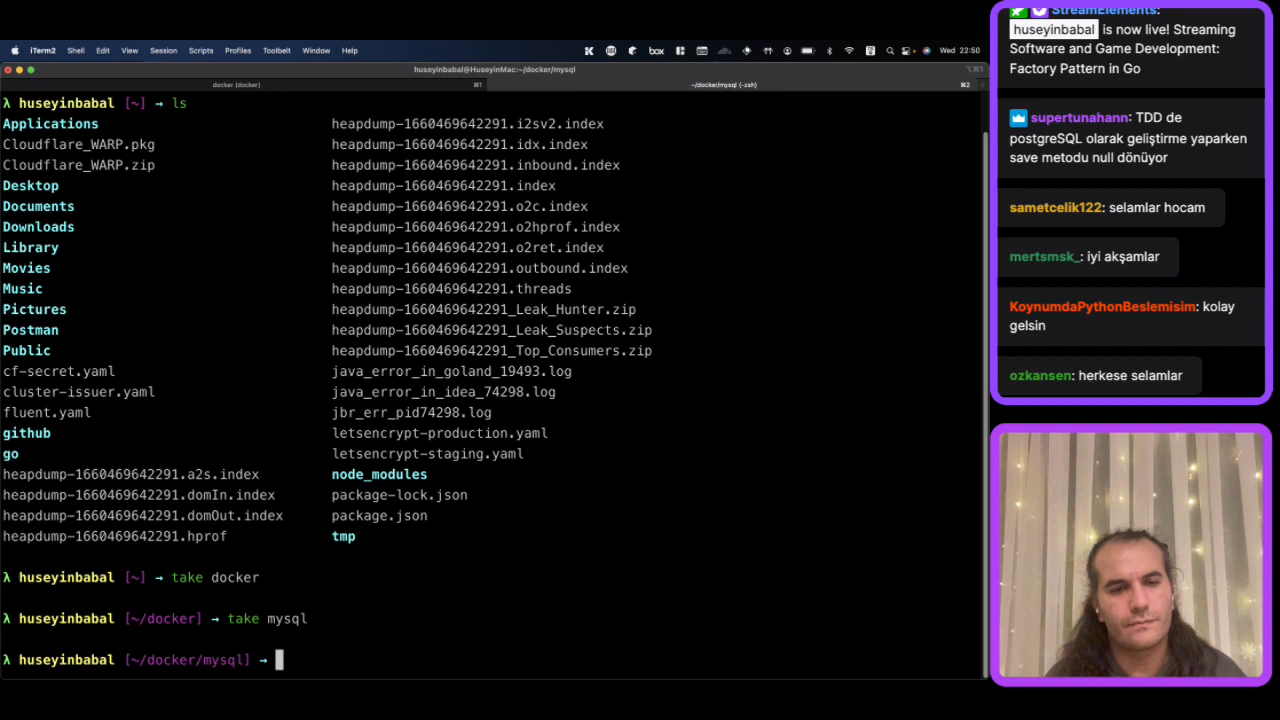 iTerm2 Shell Edit View Session Scripts Profiles Toolbelt Window Help
box
Wed 22:50
huseyinbabal@HuseyinMac:~/docker/mysql
⌥⌘1
docker (docker) ⌘1
~/docker/mysql (-zsh) ⌘2
λ huseyinbabal [~] → ls
Applications heapdump-1660469642291.i2sv2.index
Cloudflare_WARP.pkg heapdump-1660469642291.idx.index
Cloudflare_WARP.zip heapdump-1660469642291.inbound.index
Desktop heapdump-1660469642291.index
Documents heapdump-1660469642291.o2c.index
Downloads heapdump-1660469642291.o2hprof.index
Library heapdump-1660469642291.o2ret.index
Movies heapdump-1660469642291.outbound.index
Music heapdump-1660469642291.threads
Pictures heapdump-1660469642291_Leak_Hunter.zip
Postman heapdump-1660469642291_Leak_Suspects.zip
Public heapdump-1660469642291_Top_Consumers.zip
cf-secret.yaml java_error_in_goland_19493.log
cluster-issuer.yaml java_error_in_idea_74298.log
fluent.yaml jbr_err_pid74298.log
github letsencrypt-production.yaml
go letsencrypt-staging.yaml
heapdump-1660469642291.a2s.index node_modules
heapdump-1660469642291.domIn.index package-lock.json
heapdump-1660469642291.domOut.index package.json
heapdump-1660469642291.hprof tmp
λ huseyinbabal [~] → take docker
λ huseyinbabal [~/docker] → take mysql
λ huseyinbabal [~/docker/mysql] →
StreamElements:
huseyinbabal is now live! Streaming
Software and Game Development:
Factory Pattern in Go
supertunahann: TDD de
postgreSQL olarak geliştirme yaparken
save metodu null dönüyor
sametcelik122: selamlar hocam
mertsmsk_: iyi akşamlar
KoynumdaPythonBeslemisim: kolay
gelsin
ozkansen: herkese selamlar